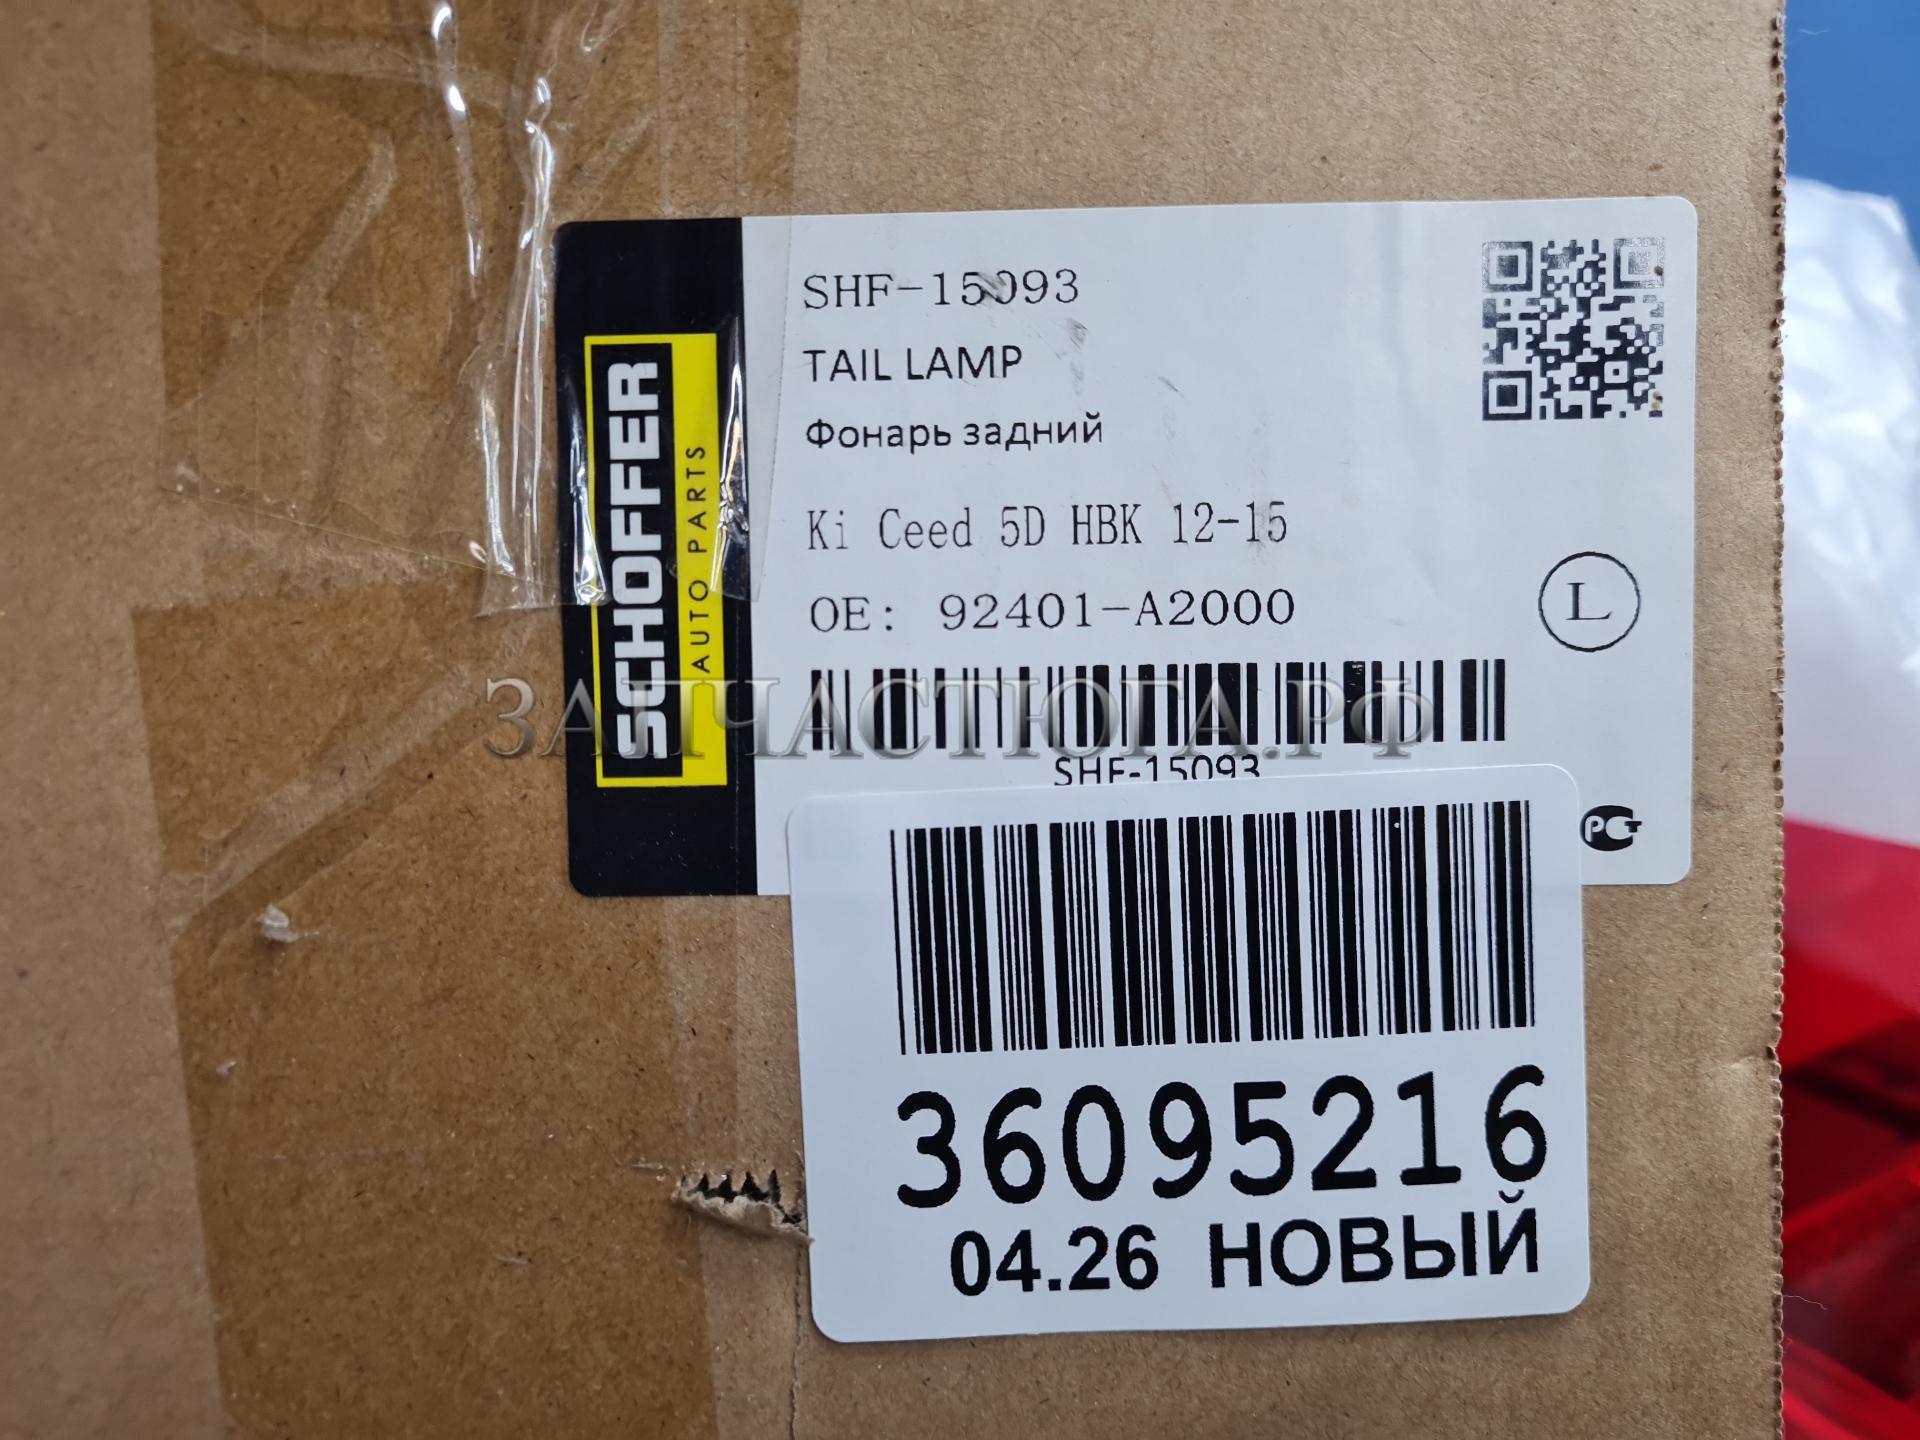 SCHOFFER
AUTO PARTS
SHF-15093
TAIL LAMP
Фонарь задний
Ki Ceed 5D HBK 12-15
OE: 92401-A2000
L
ЗАПЧАСТЮГА.РФ
SHF-15093
РСТ
36095216
04.26 НОВЫЙ